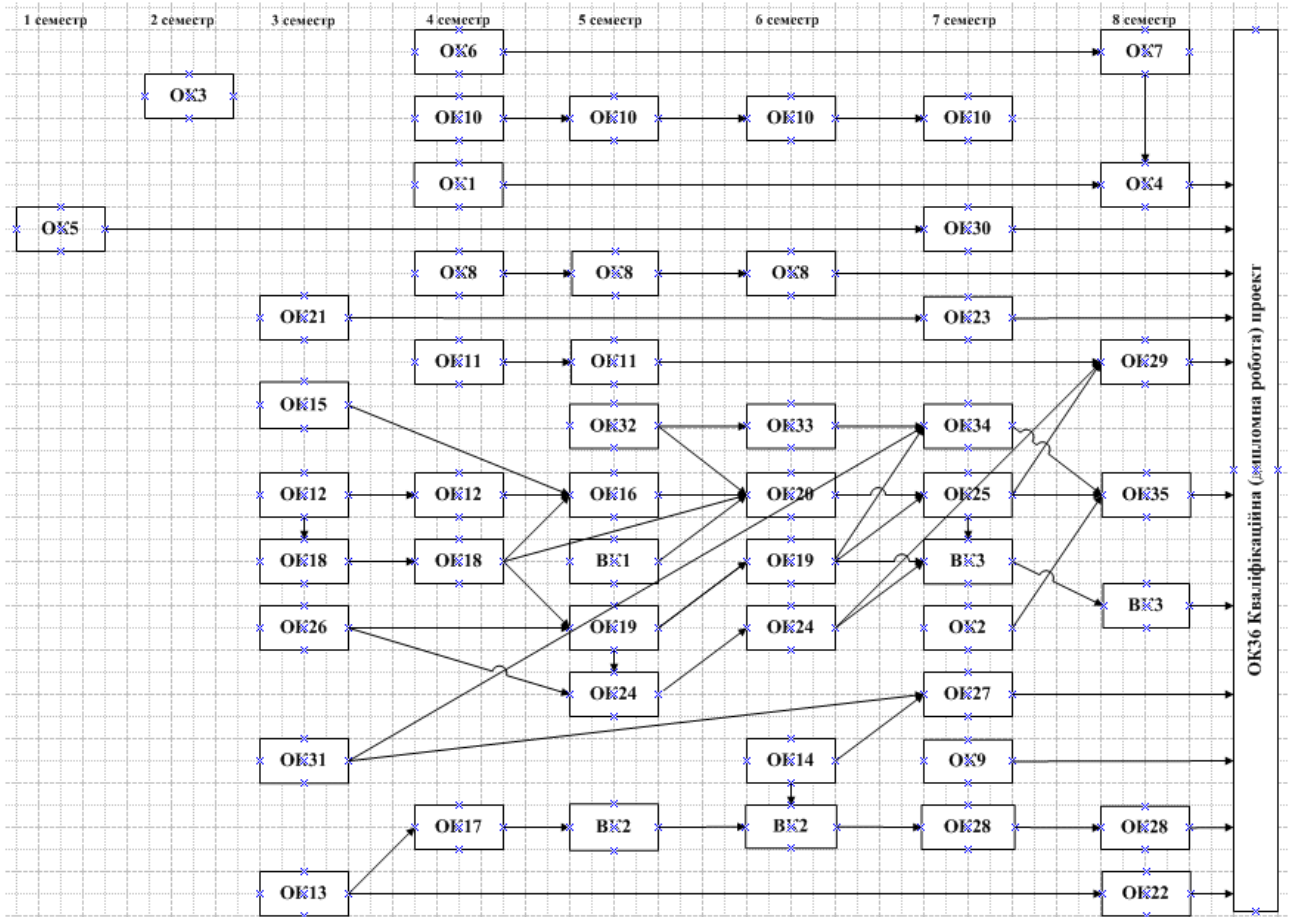 1 семестр 2 семестр 3 семестр 4 семестр 5 семестр 6 семестр 7 семестр 8 семестр
ОК6 ОК7
ОК3
ОК10 ОК10 ОК10 ОК10
ОК1 ОК4
ОК5 ОК30
ОК8 ОК8 ОК8
ОК21 ОК23
ОК11 ОК11 ОК29
ОК15
ОК32 ОК33 ОК34
ОК12 ОК12 ОК16 ОК20 ОК25 ОК35
ОК18 ОК18 ВК1 ОК19 ВК3
ВК3
ОК26 ОК19 ОК24 ОК2
ОК24 ОК27
ОК31 ОК14 ОК9
ОК17 ВК2 ВК2 ОК28 ОК28
ОК13 ОК22
ОК36 Кваліфікаційна (дипломна робота) проект